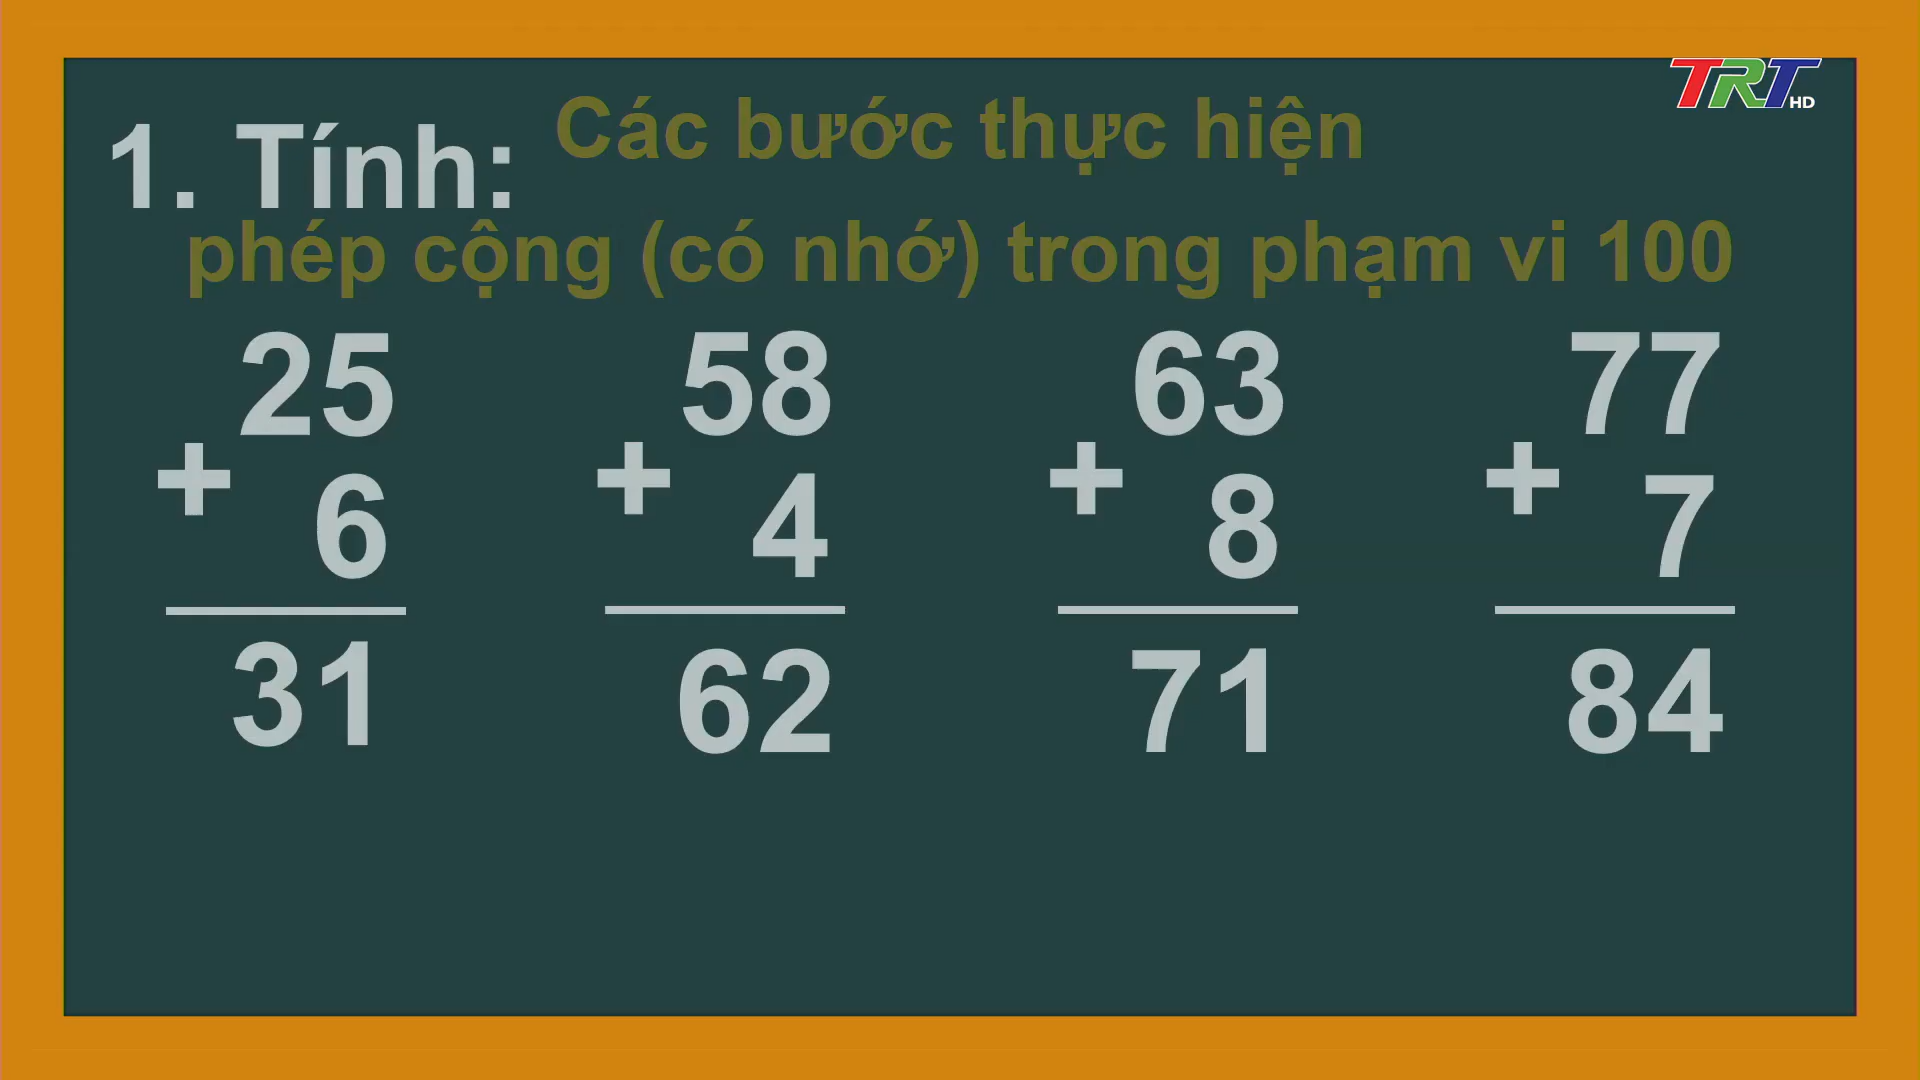 TRT HD
Các bước thực hiện
1. Tính:
phép cộng (có nhớ) trong phạm vi 100
25 58 63 77
+ 6 + 4 + 8 + 7
31 62 71 84